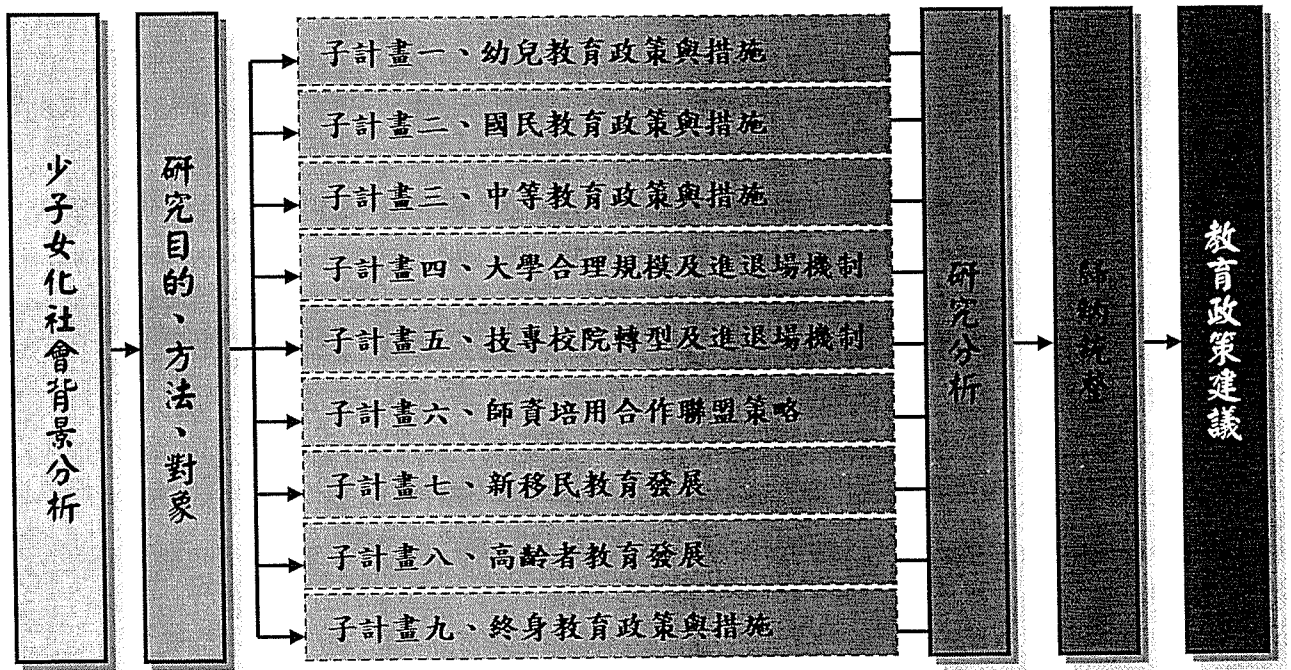 少子女化社會背景分析
研究目的、方法、對象
子計畫一、幼兒教育政策與措施
子計畫二、國民教育政策與措施
子計畫三、中等教育政策與措施
子計畫四、大學合理規模及進退場機制
子計畫五、技專校院轉型及進退場機制
子計畫六、師資培用合作聯盟策略
子計畫七、新移民教育發展
子計畫八、高齡者教育發展
子計畫九、終身教育政策與措施
研究分析
歸納統整
教育政策建議